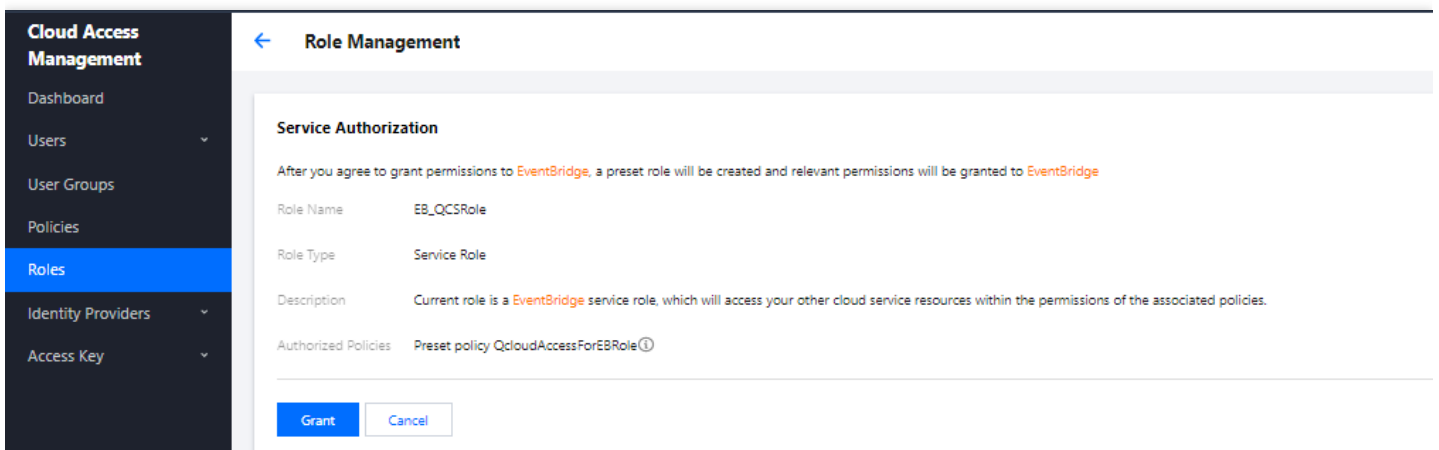 Cloud Access
Management
Dashboard
Users
User Groups
Policies
Roles
Identity Providers
Access Key
Role Management
Service Authorization
After you agree to grant permissions to EventBridge, a preset role will be created and relevant permissions will be granted to EventBridge
Role Name EB_QCSRole
Role Type Service Role
Description Current role is a EventBridge service role, which will access your other cloud service resources within the permissions of the associated policies.
Authorized Policies Preset policy QcloudAccessForEBRole
Grant Cancel